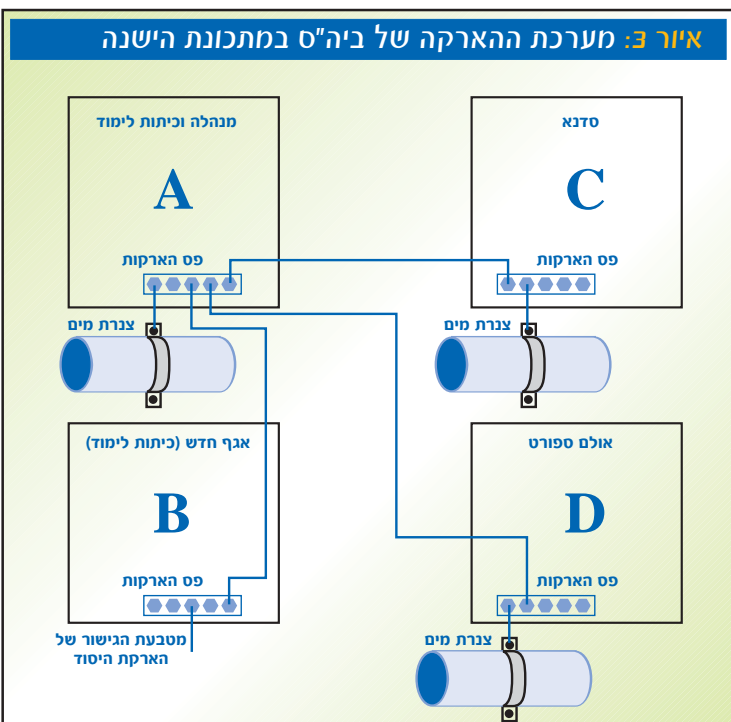 איור 3: מערכת ההארקה של ביה"ס במתכונת הישנה
מנהלה וכיתות לימוד
A
פס הארקות
צנרת מים
סדנא
C
פס הארקות
צנרת מים
אגף חדש (כיתות לימוד)
B
פס הארקות
מטבעת הגישור של
הארקת היסוד
אולם ספורט
D
פס הארקות
צנרת מים